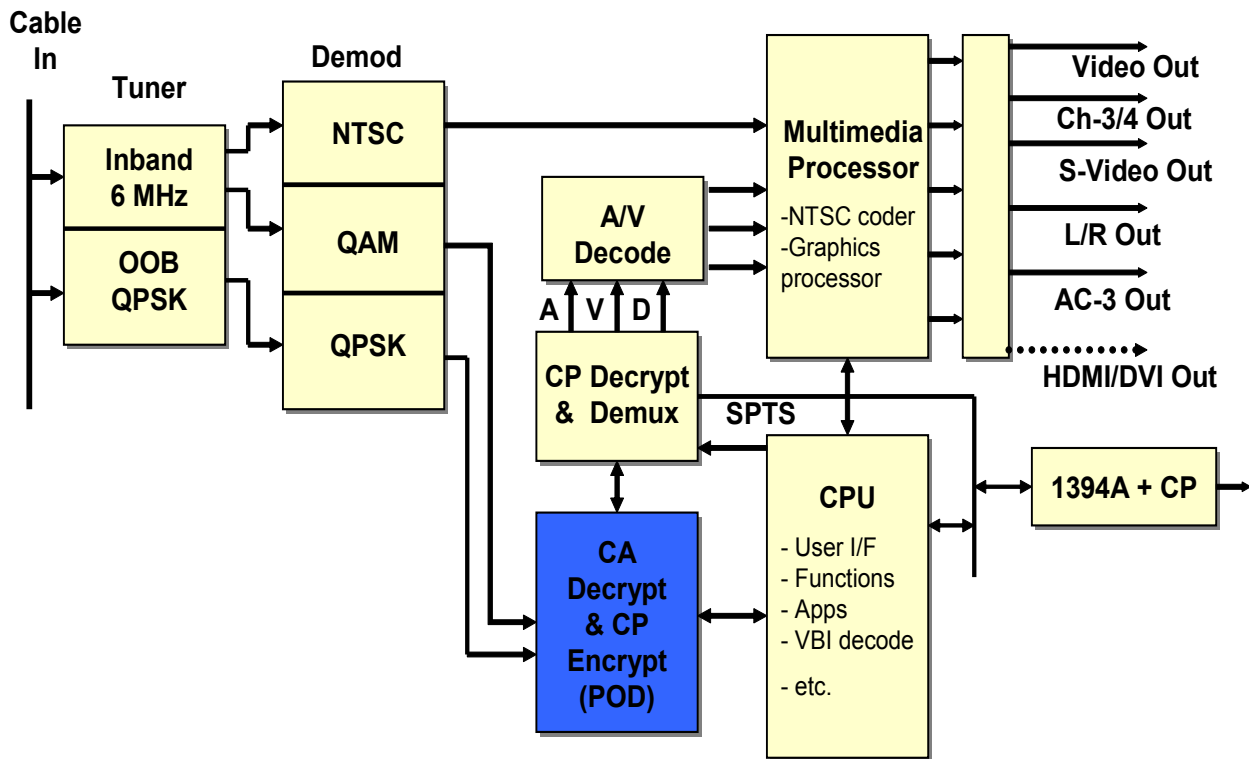 Cable
In
Tuner
Demod
Inband
6 MHz
OOB
QPSK
NTSC
QAM
QPSK
A/V
Decode
A V D
CP Decrypt
& Demux
SPTS
CA
Decrypt
& CP
Encrypt
(POD)
Multimedia
Processor
-NTSC coder
-Graphics
processor
CPU
- User I/F
- Functions
- Apps
- VBI decode
- etc.
Video Out
Ch-3/4 Out
S-Video Out
L/R Out
AC-3 Out
HDMI/DVI Out
1394A + CP